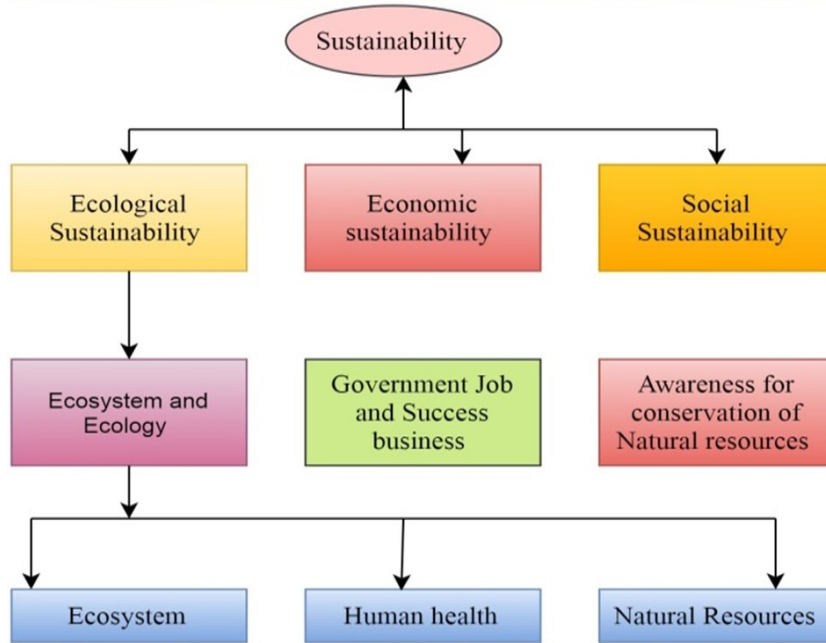 Sustainability
Ecological
Sustainability
Economic
sustainability
Social
Sustainability
Ecosystem and
Ecology
Government Job
and Success
business
Awareness for
conservation of
Natural resources
Ecosystem
Human health
Natural Resources